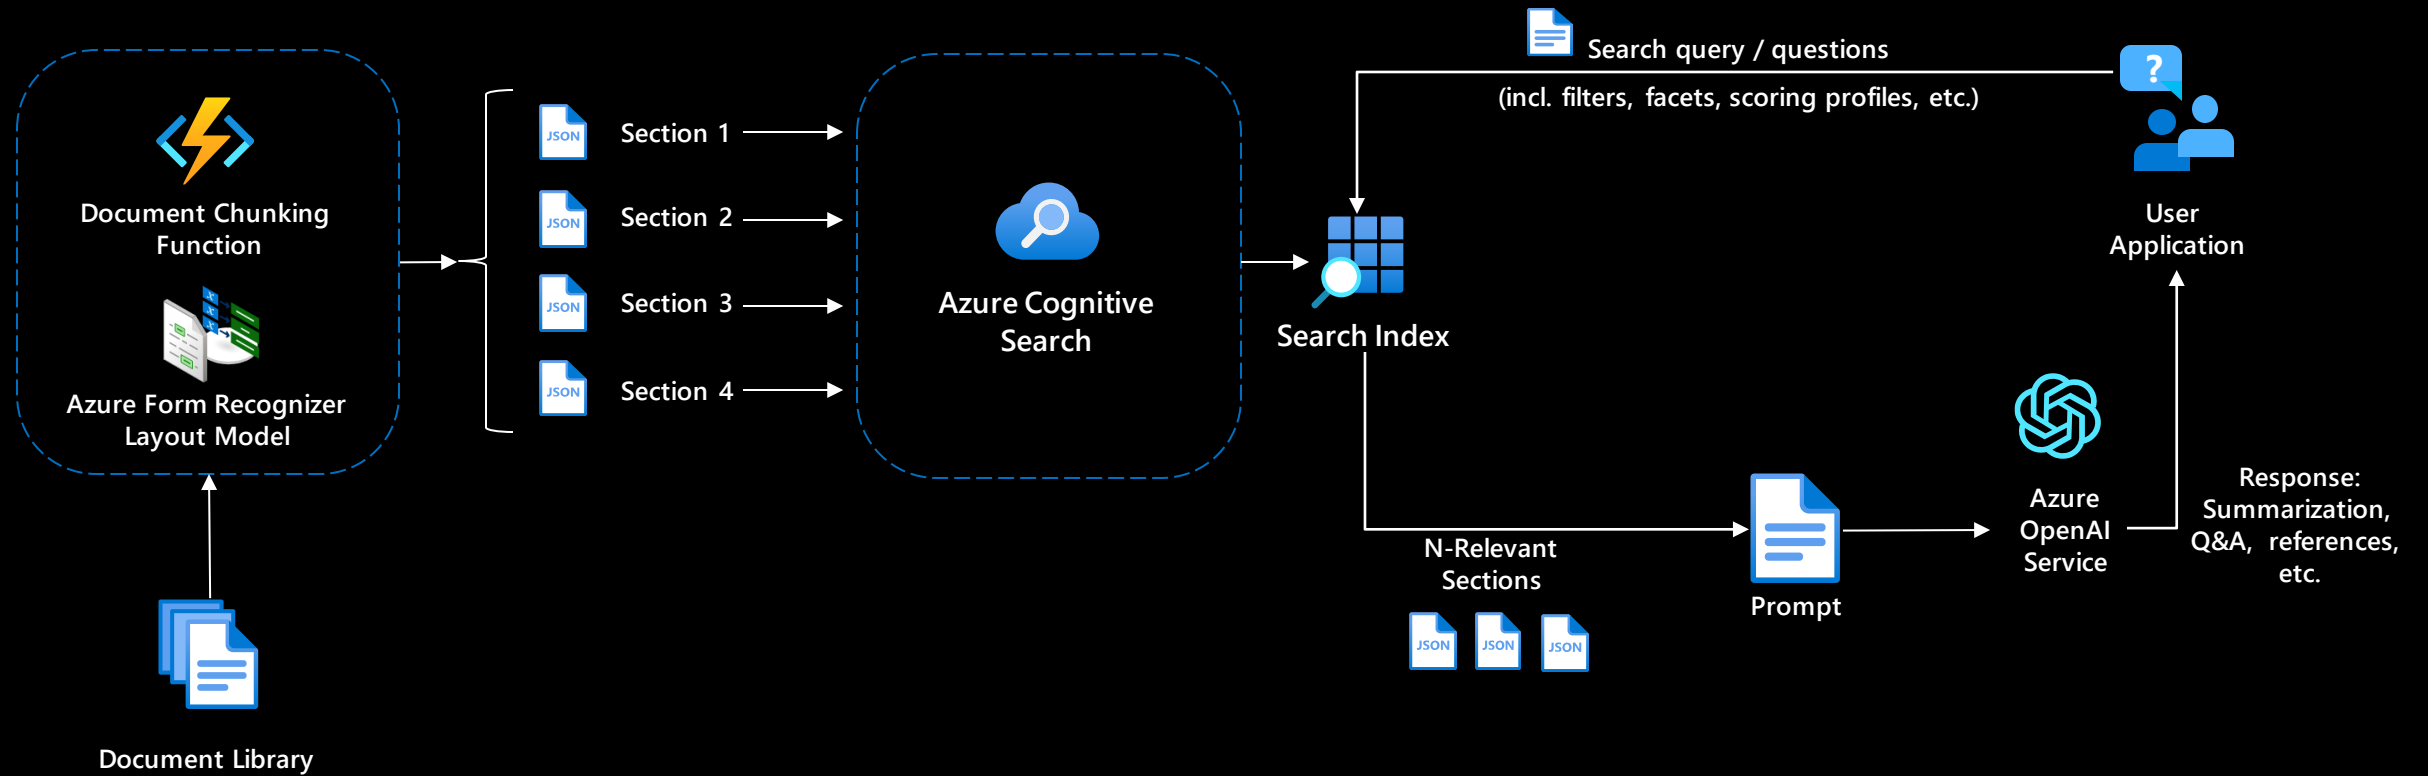 Document Chunking
Function
Azure Form Recognizer
Layout Model
Document Library
JSON
Section 1
JSON
Section 2
JSON
Section 3
JSON
Section 4
Azure Cognitive
Search
Search query / questions
(incl. filters, facets, scoring profiles, etc.)
?
User
Application
Search Index
N-Relevant
Sections
JSON
JSON
JSON
Prompt
Azure
OpenAI
Service
Response:
Summarization,
Q&A, references,
etc.